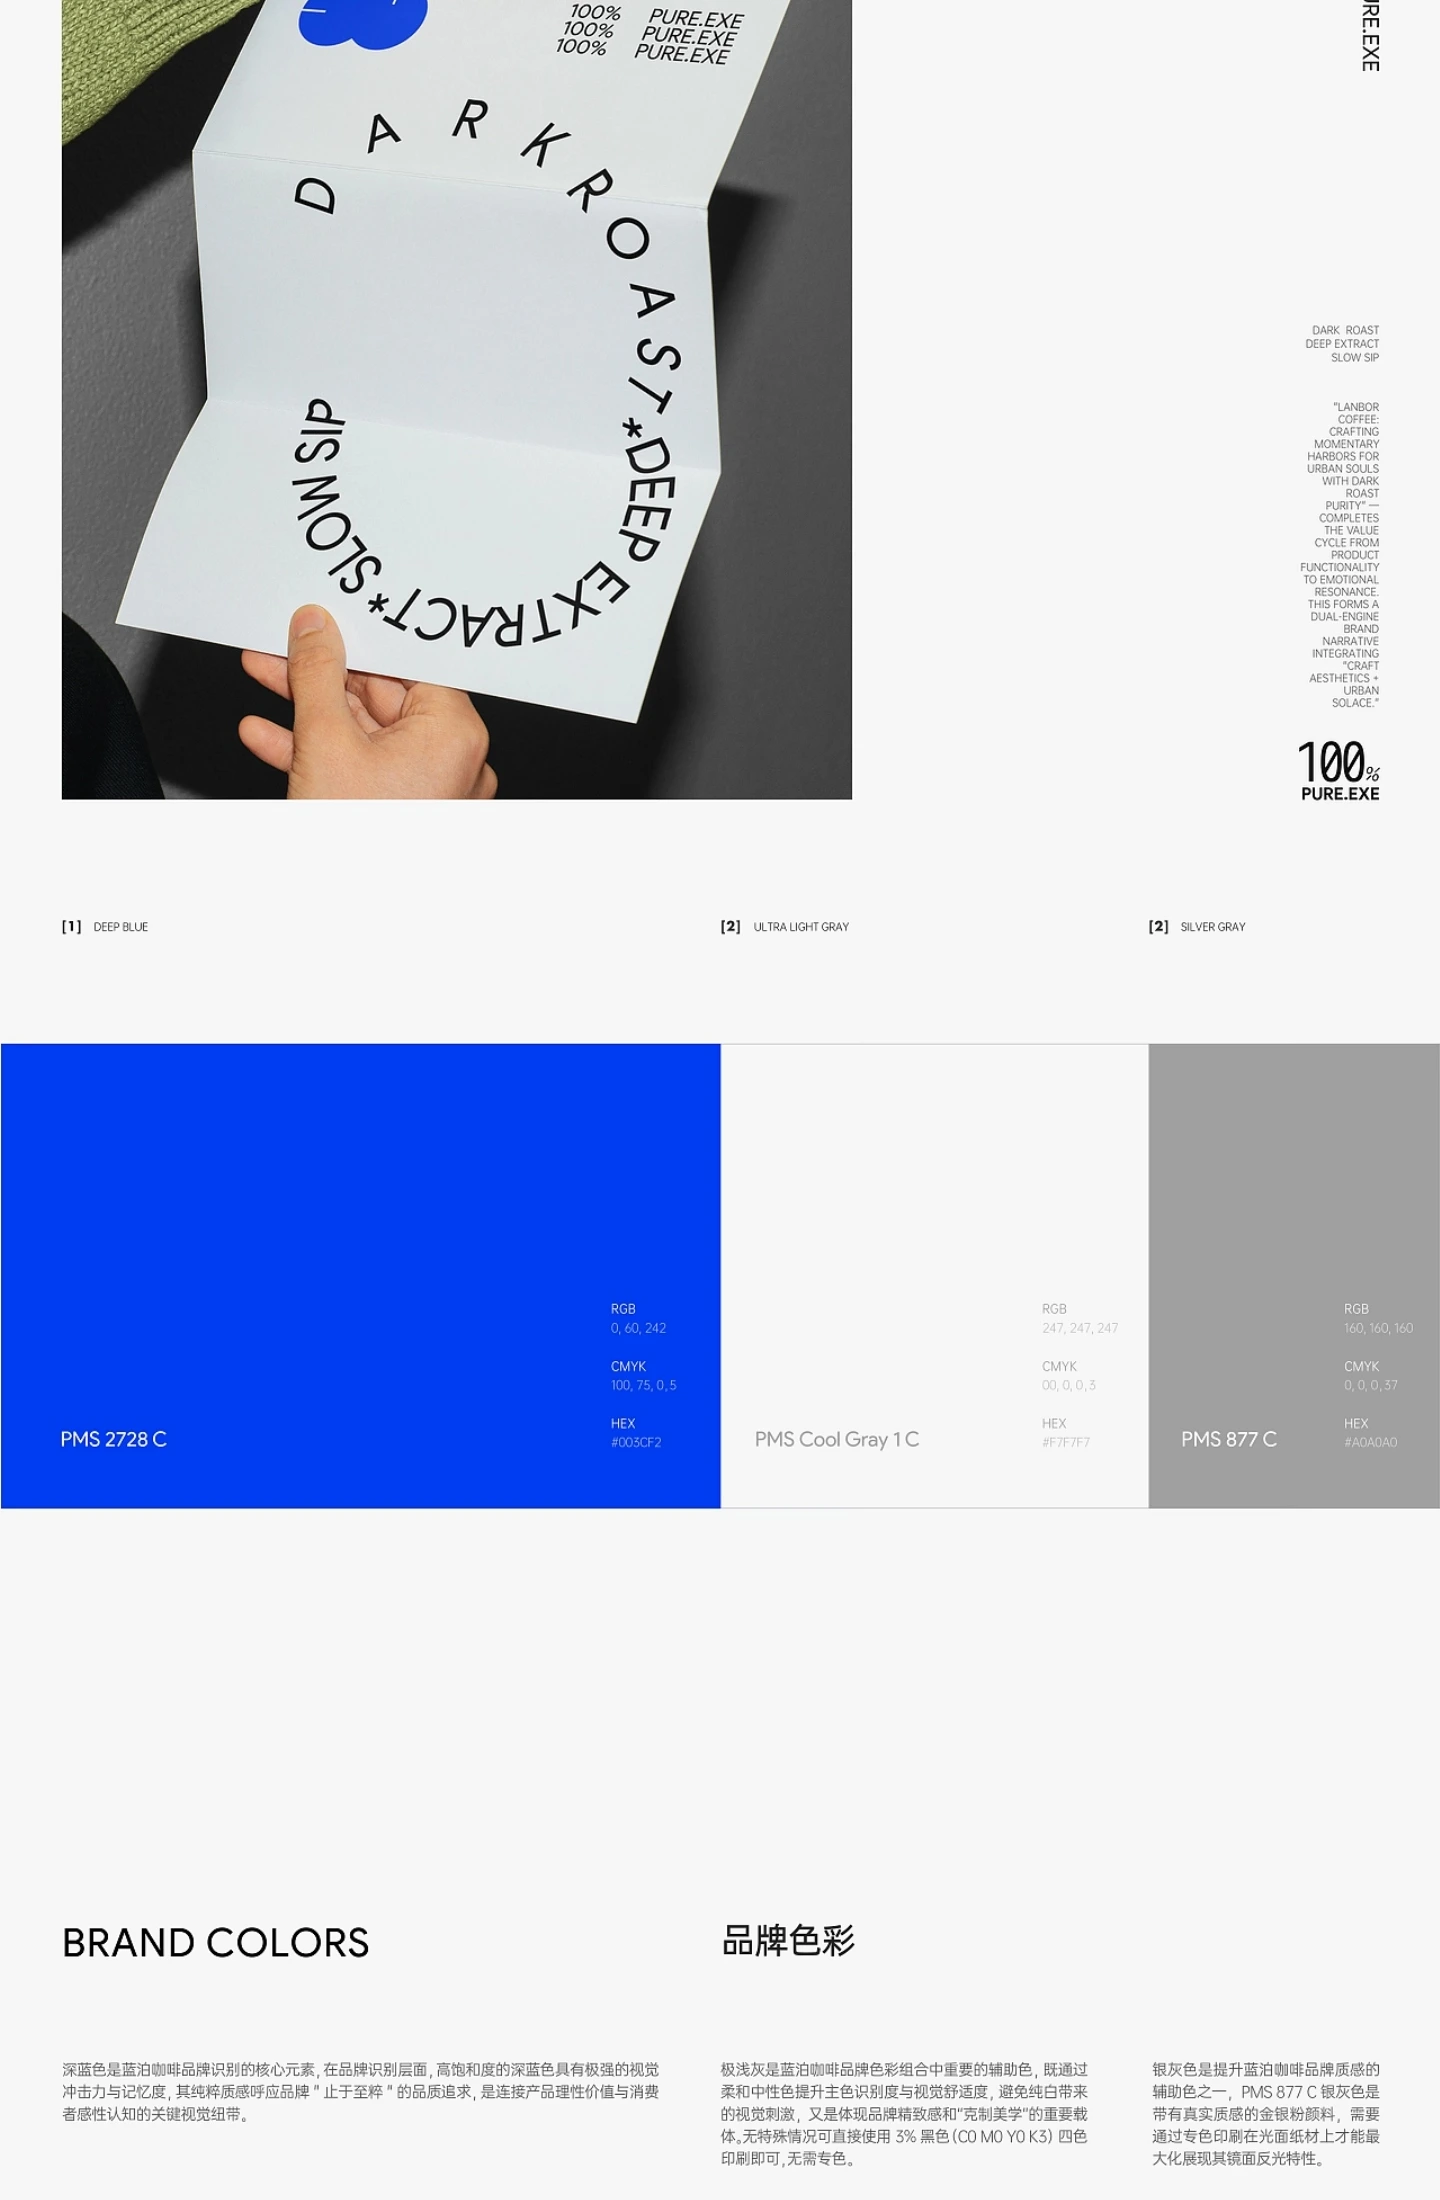 100% PURE.EXE
100% PURE.EXE
100% PURE.EXE
DARK ROAST*DEEP EXTRACT*SLOW SIP
URE.EXE
DARK ROAST
DEEP EXTRACT
SLOW SIP
"LANBOR
COFFEE:
CRAFTING
MOMENTARY
HARBORS FOR
URBAN SOULS
WITH DARK
ROAST
PURITY" —
COMPLETES
THE VALUE
CYCLE FROM
PRODUCT
FUNCTIONALITY
TO EMOTIONAL
RESONANCE.
THIS FORMS A
DUAL-ENGINE
BRAND
NARRATIVE
INTEGRATING
"CRAFT
AESTHETICS +
URBAN
SOLACE."
100%
PURE.EXE
[1] DEEP BLUE
[2] ULTRA LIGHT GRAY
[2] SILVER GRAY
RGB
0, 60, 242
CMYK
100, 75, 0, 5
HEX
#003CF2
PMS 2728 C
RGB
247, 247, 247
CMYK
00, 0, 0, 3
HEX
#F7F7F7
PMS Cool Gray 1 C
RGB
160, 160, 160
CMYK
0, 0, 0, 37
HEX
#A0A0A0
PMS 877 C
BRAND COLORS
品牌色彩
深蓝色是蓝泊咖啡品牌识别的核心元素，在品牌识别层面，高饱和度的深蓝色具有极强的视觉
冲击力与记忆度，其纯粹质感呼应品牌 " 止于至粹 " 的品质追求，是连接产品理性价值与消费
者感性认知的关键视觉纽带。
极浅灰是蓝泊咖啡品牌色彩组合中重要的辅助色，既通过
柔和中性色提升主色识别度与视觉舒适度，避免纯白带来
的视觉刺激，又是体现品牌精致感和"克制美学"的重要载
体。无特殊情况可直接使用 3% 黑色（C0 M0 Y0 K3）四色
印刷即可，无需专色。
银灰色是提升蓝泊咖啡品牌质感的
辅助色之一，PMS 877 C 银灰色是
带有真实质感的金银粉颜料，需要
通过专色印刷在光面纸材上才能最
大化展现其镜面反光特性。